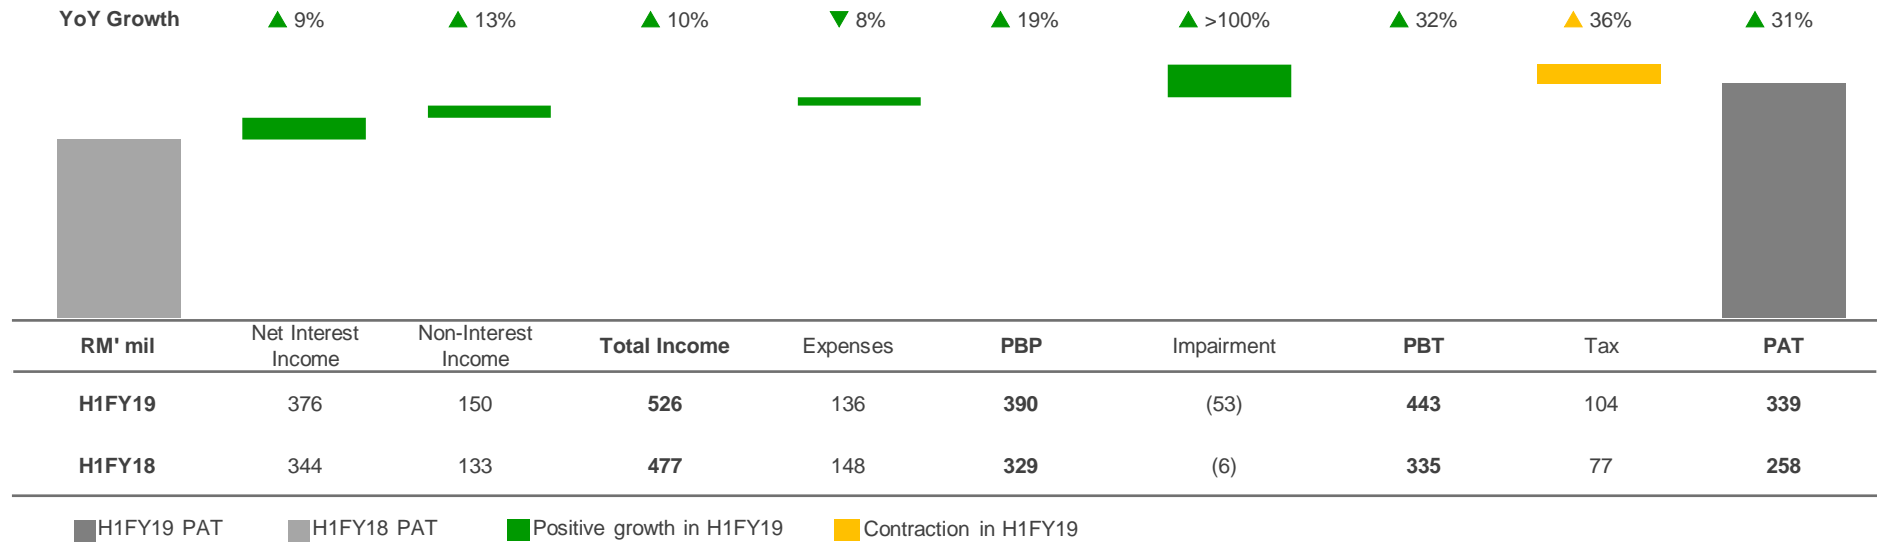 YoY Growth ▲ 9% ▲ 13% ▲ 10% ▼ 8% ▲ 19% ▲ >100% ▲ 32% ▲ 36% ▲ 31%
RM' mil Net Interest Income Non-Interest Income Total Income Expenses PBP Impairment PBT Tax PAT
H1FY19 376 150 526 136 390 (53) 443 104 339
H1FY18 344 133 477 148 329 (6) 335 77 258
H1FY19 PAT H1FY18 PAT Positive growth in H1FY19 Contraction in H1FY19